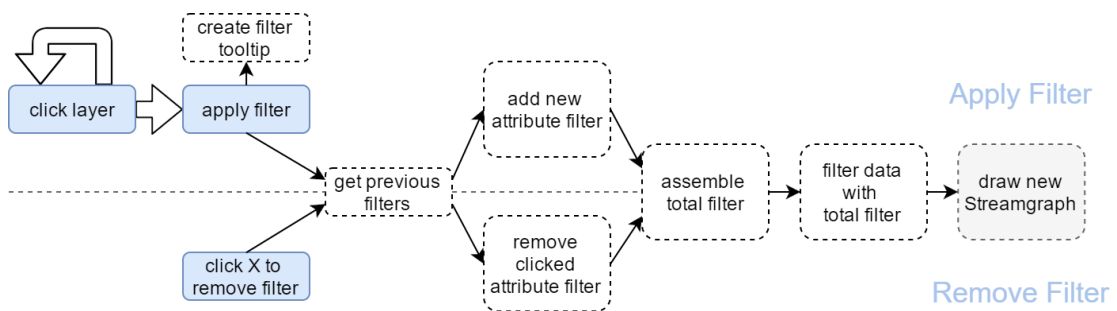 create filter
tooltip
click layer
apply filter
add new
attribute filter
Apply Filter
get previous
filters
assemble
total filter
filter data
with
total filter
draw new
Streamgraph
click X to
remove filter
remove
clicked
attribute filter
Remove Filter